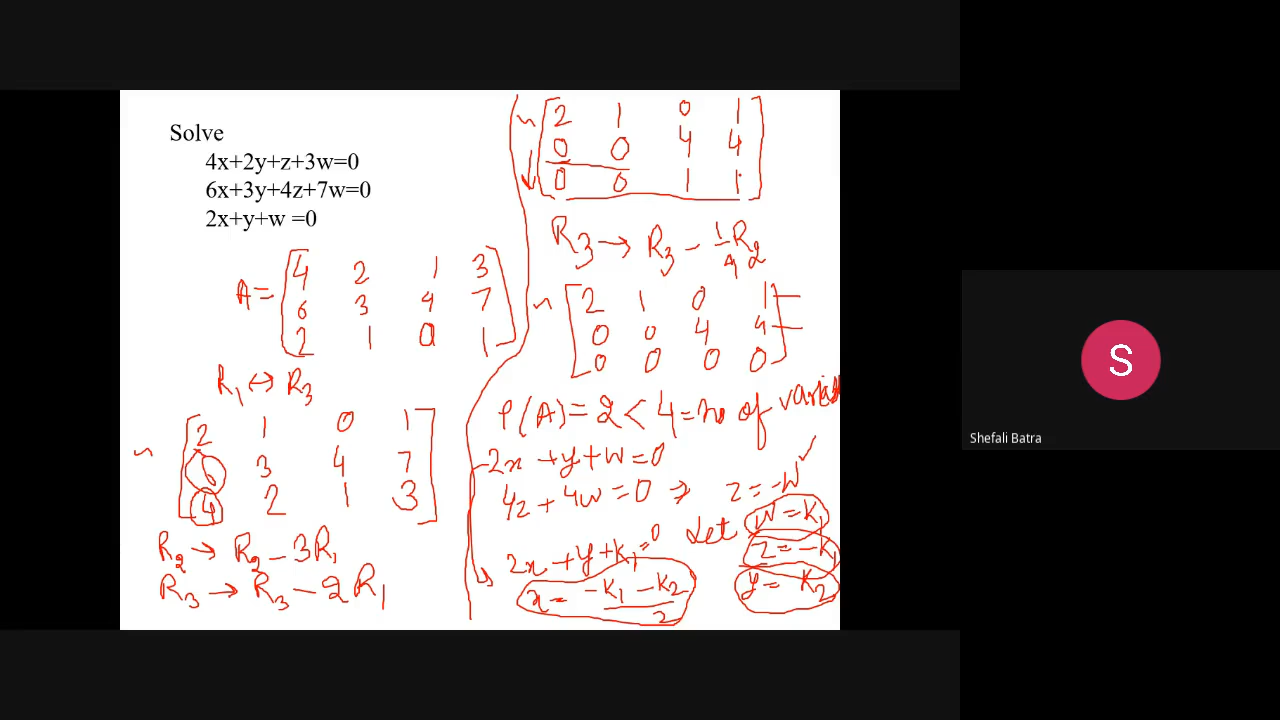 Solve
4x+2y+z+3w=0
6x+3y+4z+7w=0
2x+y+w =0
A = [4 2 1 3
6 3 4 7
2 1 0 1]
R1 ↔ R3
~ [2 1 0 1
6 3 4 7
4 2 1 3]
R2 → R2 - 3R1
R3 → R3 - 2R1
~ [2 1 0 1
0 0 4 4
0 0 1 1]
R3 → R3 - 1/4 R2
~ [2 1 0 1
0 0 4 4
0 0 0 0]
ρ(A) = 2 < 4 = no of
2x + y + w = 0
4z + 4w = 0 ⇒ z = -w ✓
Let w = k1
z = -k1
y = k2
2x + y + k1 = 0
x = (-k1 - k2)/2
S
Shefali Batra